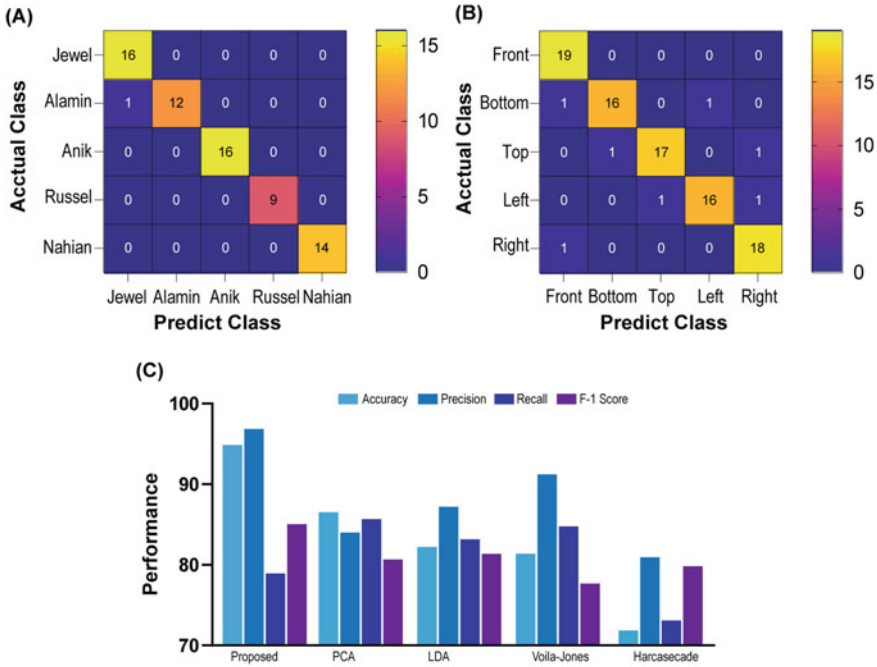 (A)
Acctual Class
Jewel 16 0 0 0 0
Alamin 1 12 0 0 0
Anik 0 0 16 0 0
Russel 0 0 0 9 0
Nahian 0 0 0 0 14
Jewel Alamin Anik Russel Nahian
Predict Class
15
10
5
0
(B)
Acctual Class
Front 19 0 0 0 0
Bottom 1 16 0 1 0
Top 0 1 17 0 1
Left 0 0 1 16 1
Right 1 0 0 0 18
Front Bottom Top Left Right
Predict Class
15
10
5
0
(C)
Accuracy Precision Recall F-1 Score
Performance
100
90
80
70
Proposed PCA LDA Voila-Jones Harcasecade